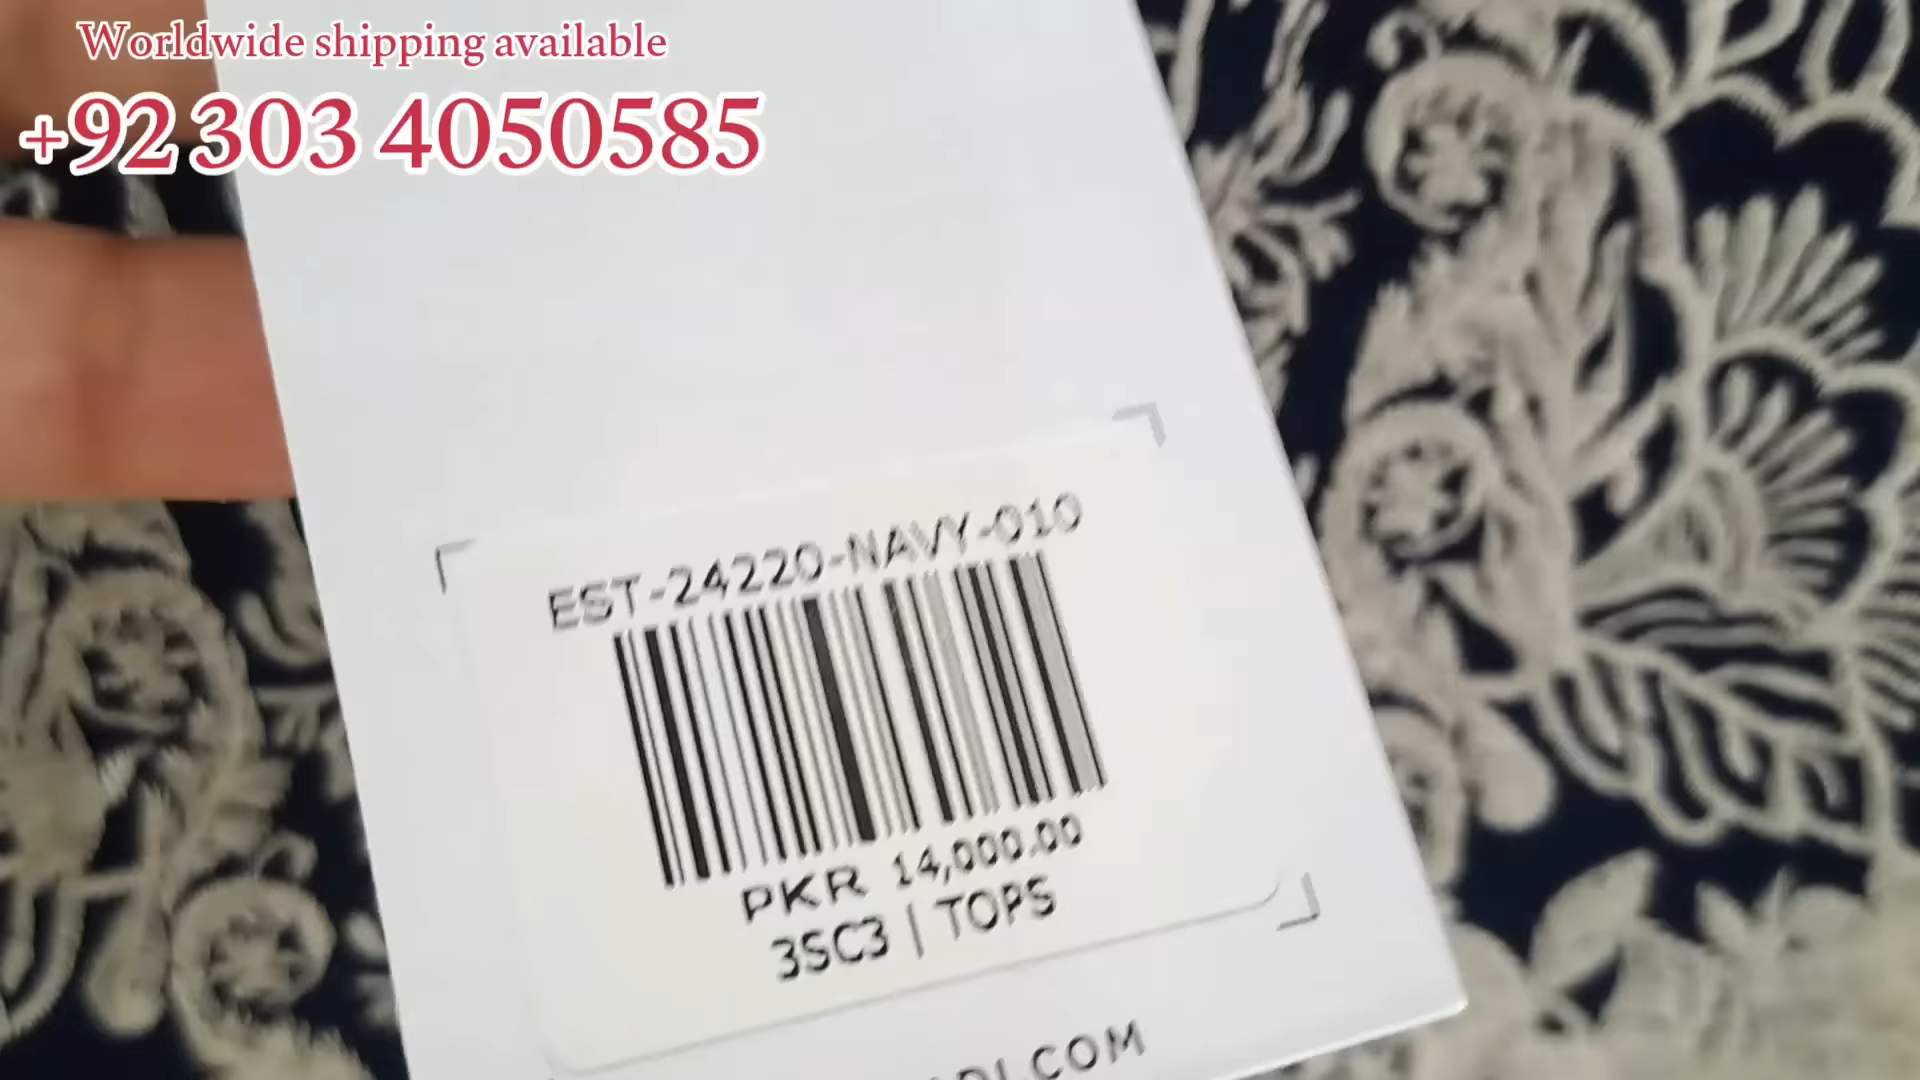 Worldwide shipping available
+92 303 4050585
EST-24220-NAVY-010
PKR 14,000.00
3SC3 | TOPS